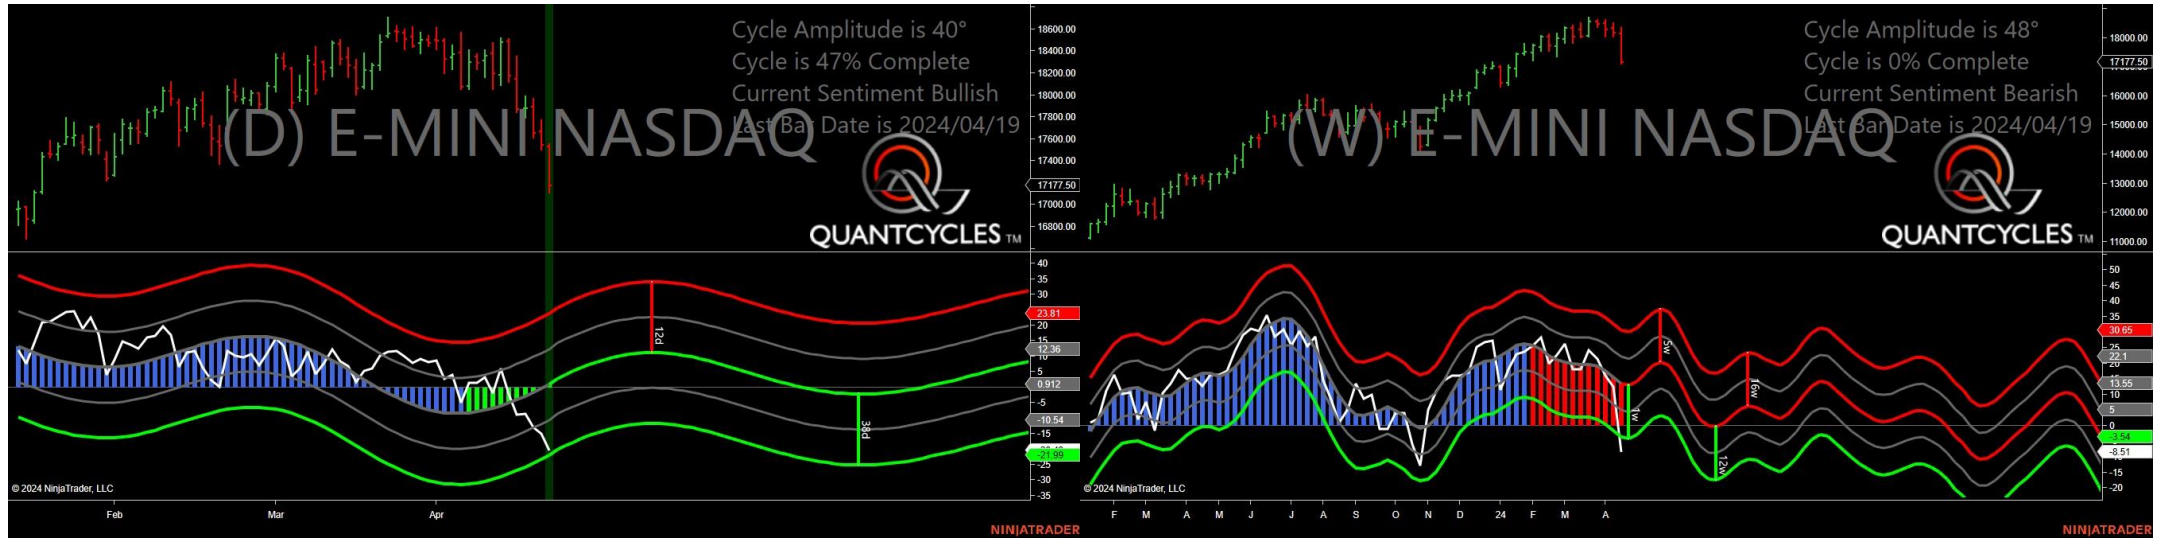 Cycle Amplitude is 40°
Cycle is 47% Complete
Current Sentiment Bullish
Last Bar Date is 2024/04/19
(D) E-MINI NASDAQ
QUANTCYCLES TM
18600.00
18400.00
18200.00
18000.00
17800.00
17600.00
17400.00
17177.50
17000.00
16800.00
40
35
30
23.81
20
15
12.36
5
0.912
-5
-10.54
-15
-21.99
-25
-30
-35
12d
38d
© 2024 NinjaTrader, LLC
Feb Mar Apr
NINJATRADER
Cycle Amplitude is 48°
Cycle is 0% Complete
Current Sentiment Bearish
Last Bar Date is 2024/04/19
(W) E-MINI NASDAQ
QUANTCYCLES TM
18000.00
17177.50
16000.00
15000.00
14000.00
13000.00
12000.00
11000.00
50
45
40
35
30.65
25
22.1
15
13.55
5
0
-3.54
-8.51
-15
-20
5w
16w
1w
12w
© 2024 NinjaTrader, LLC
F M A M J J A S O N D 24 F M A
NINJATRADER